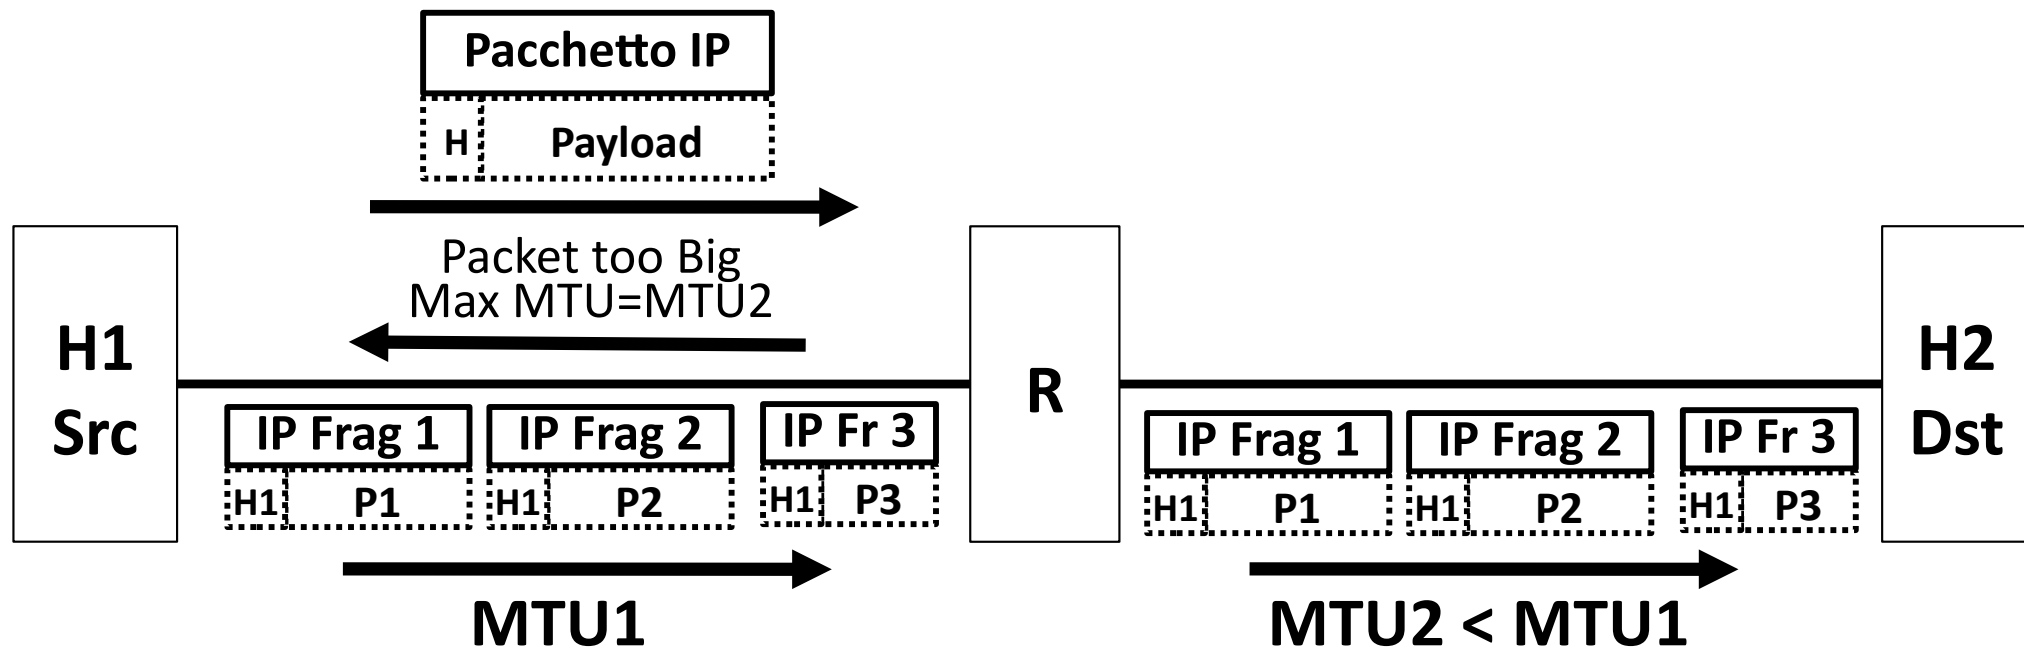 Pacchetto IP
H Payload
Packet too Big
Max MTU=MTU2
H1
Src
R
H2
Dst
IP Frag 1 IP Frag 2 IP Fr 3
H1 P1 H1 P2 H1 P3
IP Frag 1 IP Frag 2 IP Fr 3
H1 P1 H1 P2 H1 P3
MTU1
MTU2 < MTU1